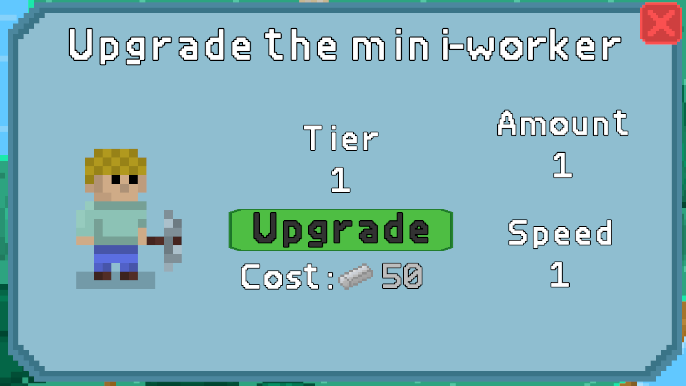 Upgrade the mini-worker
Tier
1
Upgrade
Cost: 50
Amount
1
Speed
1